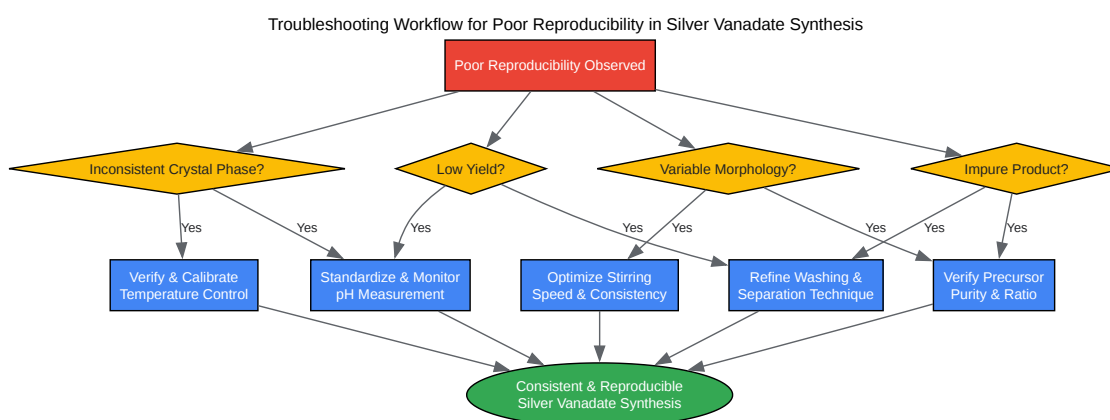 Troubleshooting Workflow for Poor Reproducibility in Silver Vanadate Synthesis
Poor Reproducibility Observed
Inconsistent Crystal Phase?
Low Yield?
Variable Morphology?
Impure Product?
Yes
Yes
Yes
Yes
Yes
Yes
Yes
Yes
Verify & Calibrate
Temperature Control
Standardize & Monitor
pH Measurement
Optimize Stirring
Speed & Consistency
Refine Washing &
Separation Technique
Verify Precursor
Purity & Ratio
Consistent & Reproducible
Silver Vanadate Synthesis